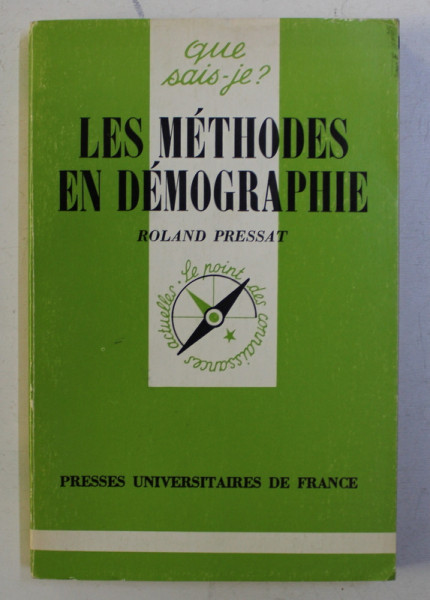 que
sais-je?
LES MÉTHODES
EN DÉMOGRAPHIE
ROLAND PRESSAT
Le point des connaissances actuelles.
PRESSES UNIVERSITAIRES DE FRANCE